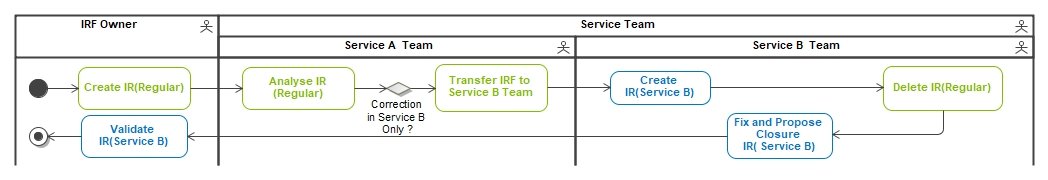 IRF Owner
Service Team
Service A  Team
Service B  Team
Create IR(Regular)
Analyse IR
(Regular)
Correction
in Service B
Only ?
Transfer IRF to
Service B Team
Create
IR(Service B)
Delete IR(Regular)
Validate
IR(Service B)
Fix and Propose
Closure
IR( Service B)